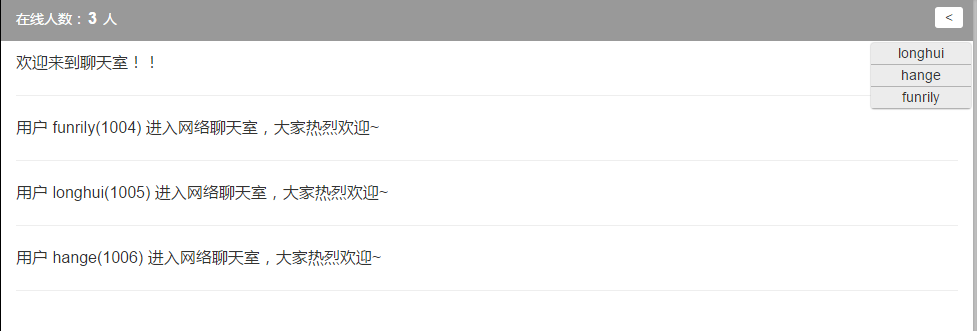 在线人数：3 人
<
longhui
hange
funrily
欢迎来到聊天室！！
用户 funrily(1004) 进入网络聊天室，大家热烈欢迎~
用户 longhui(1005) 进入网络聊天室，大家热烈欢迎~
用户 hange(1006) 进入网络聊天室，大家热烈欢迎~